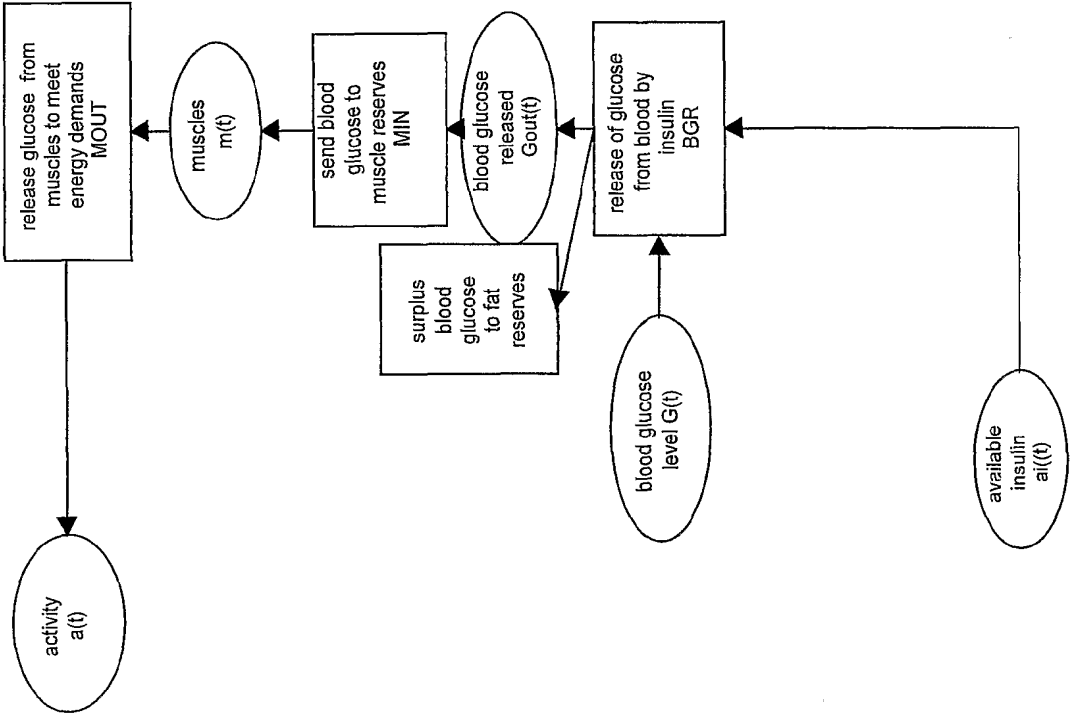 release glucose from
muscles to meet
energy demands
MOUT
muscles
m(t)
send blood
glucose to
muscle reserves
MIN
blood glucose
released
Gout(t)
release of glucose
from blood by
insulin
BGR
surplus
blood
glucose
to fat
reserves
blood glucose
level G(t)
activity
a(t)
available
insulin
ai((t)